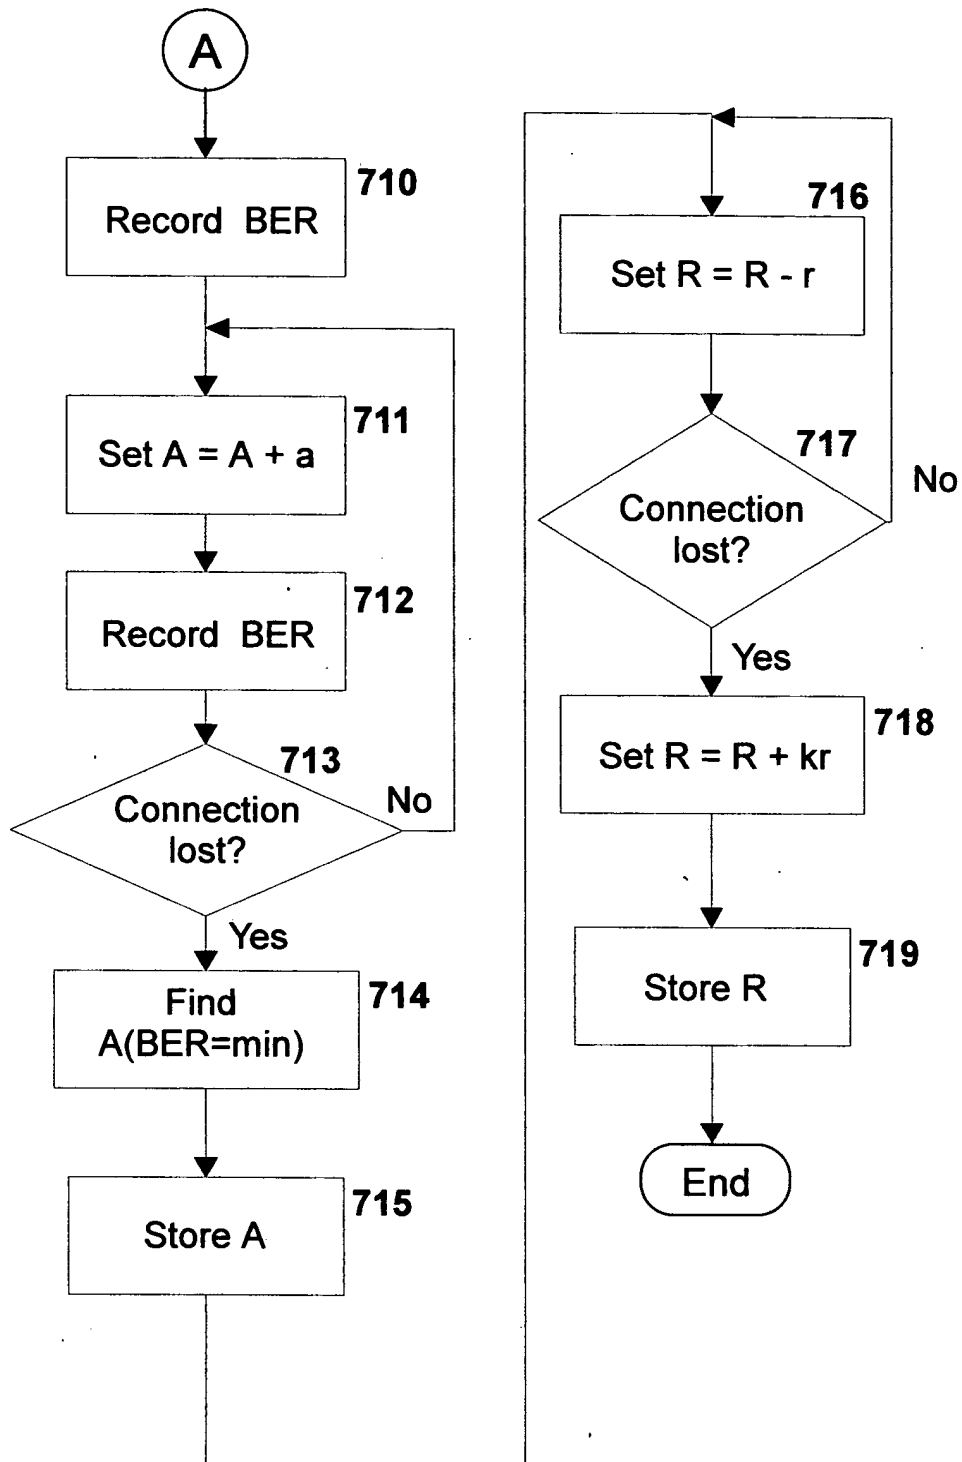 A
710
Record BER
711
Set A = A + a
712
Record BER
713
Connection
lost?
No
Yes
714
Find
A(BER=min)
715
Store A
716
Set R = R - r
717
Connection
lost?
No
Yes
718
Set R = R + kr
719
Store R
End